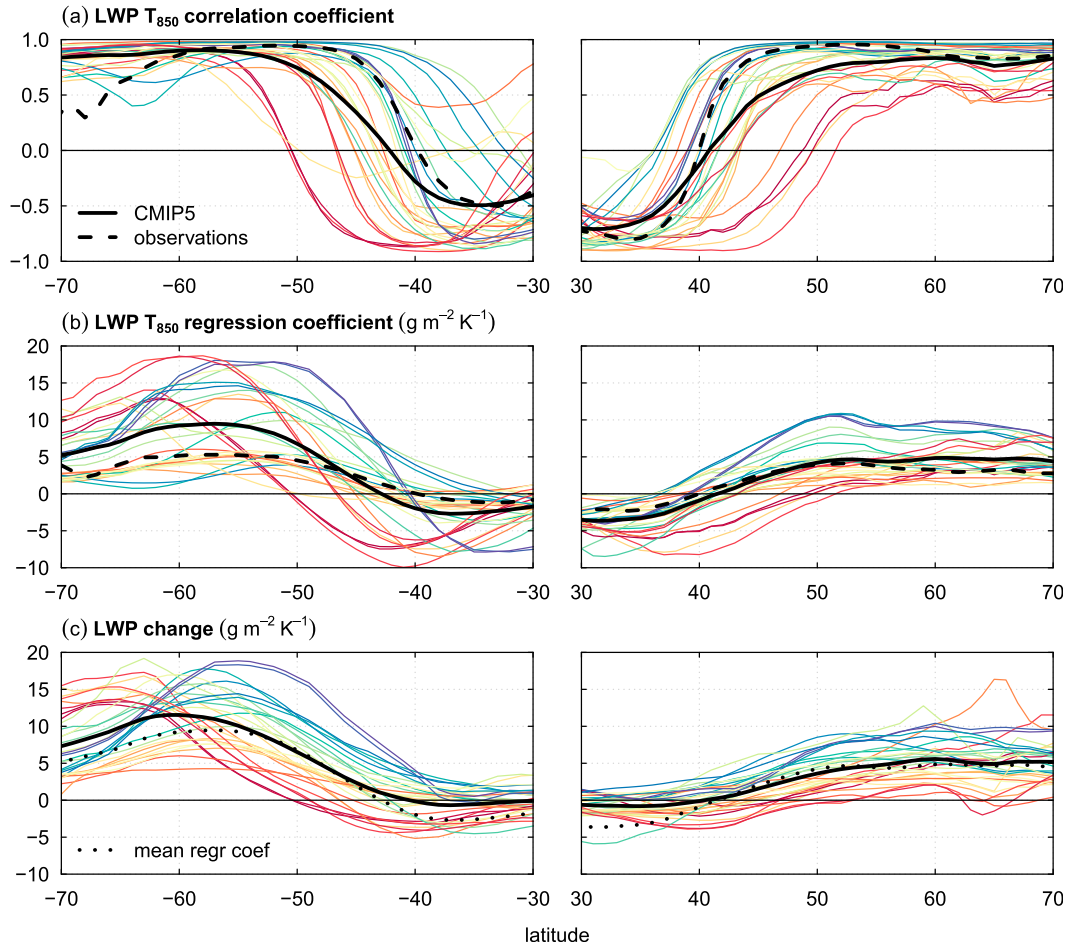 (a) LWP T₈₅₀ correlation coefficient
1.0
0.5
0.0
−0.5
−1.0
CMIP5
observations
−70 −60 −50 −40 −30 30 40 50 60 70
(b) LWP T₈₅₀ regression coefficient (g m⁻² K⁻¹)
20
15
10
5
0
−5
−10
−70 −60 −50 −40 −30 30 40 50 60 70
(c) LWP change (g m⁻² K⁻¹)
20
15
10
5
0
−5
−10
mean regr coef
−70 −60 −50 −40 −30 30 40 50 60 70
latitude